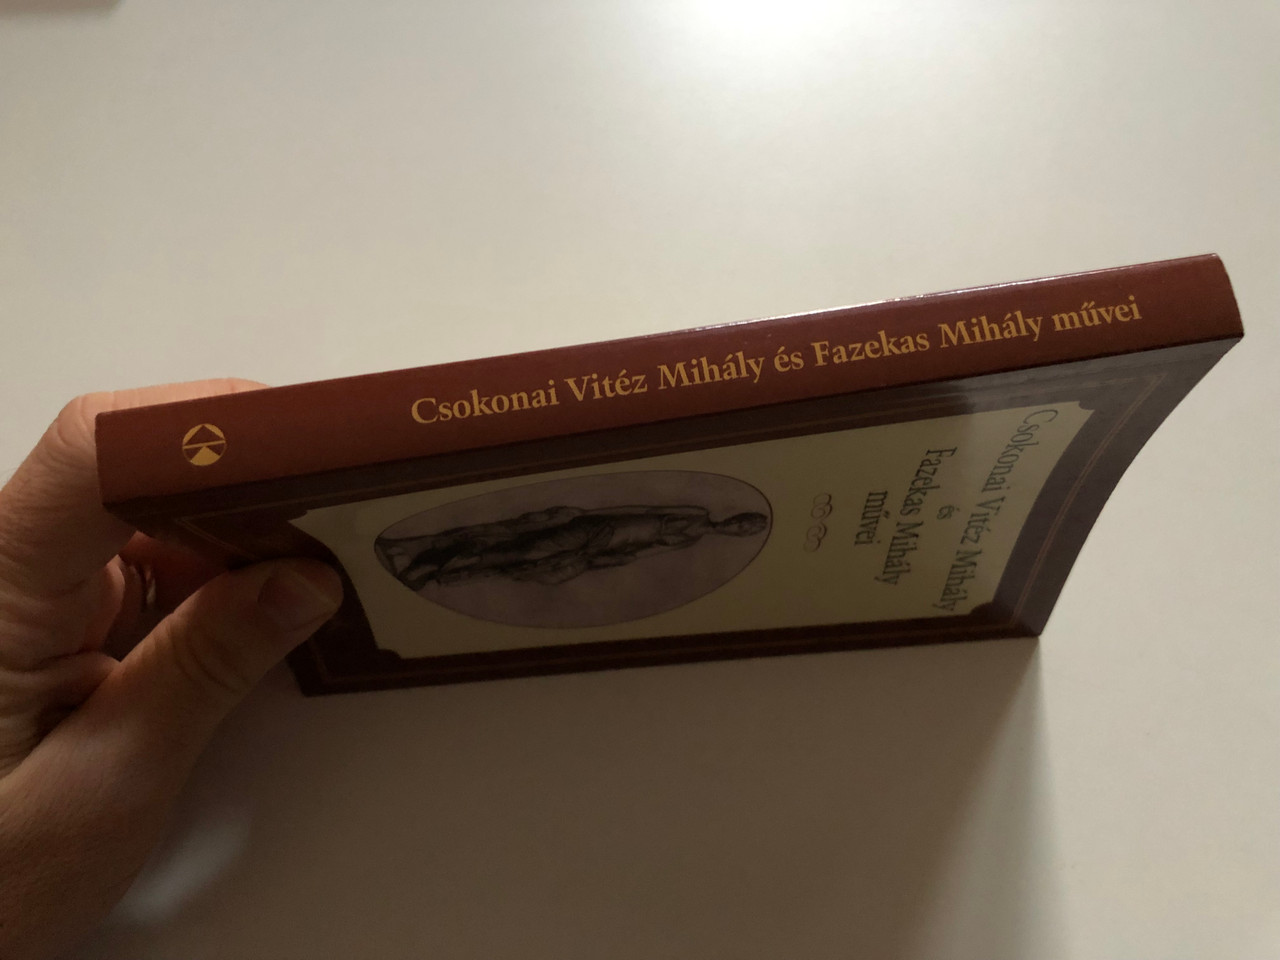 Csokonai Vitéz Mihály és Fazekas Mihály művei
Csokonai Vitéz Mihály
és
Fazekas Mihály
művei